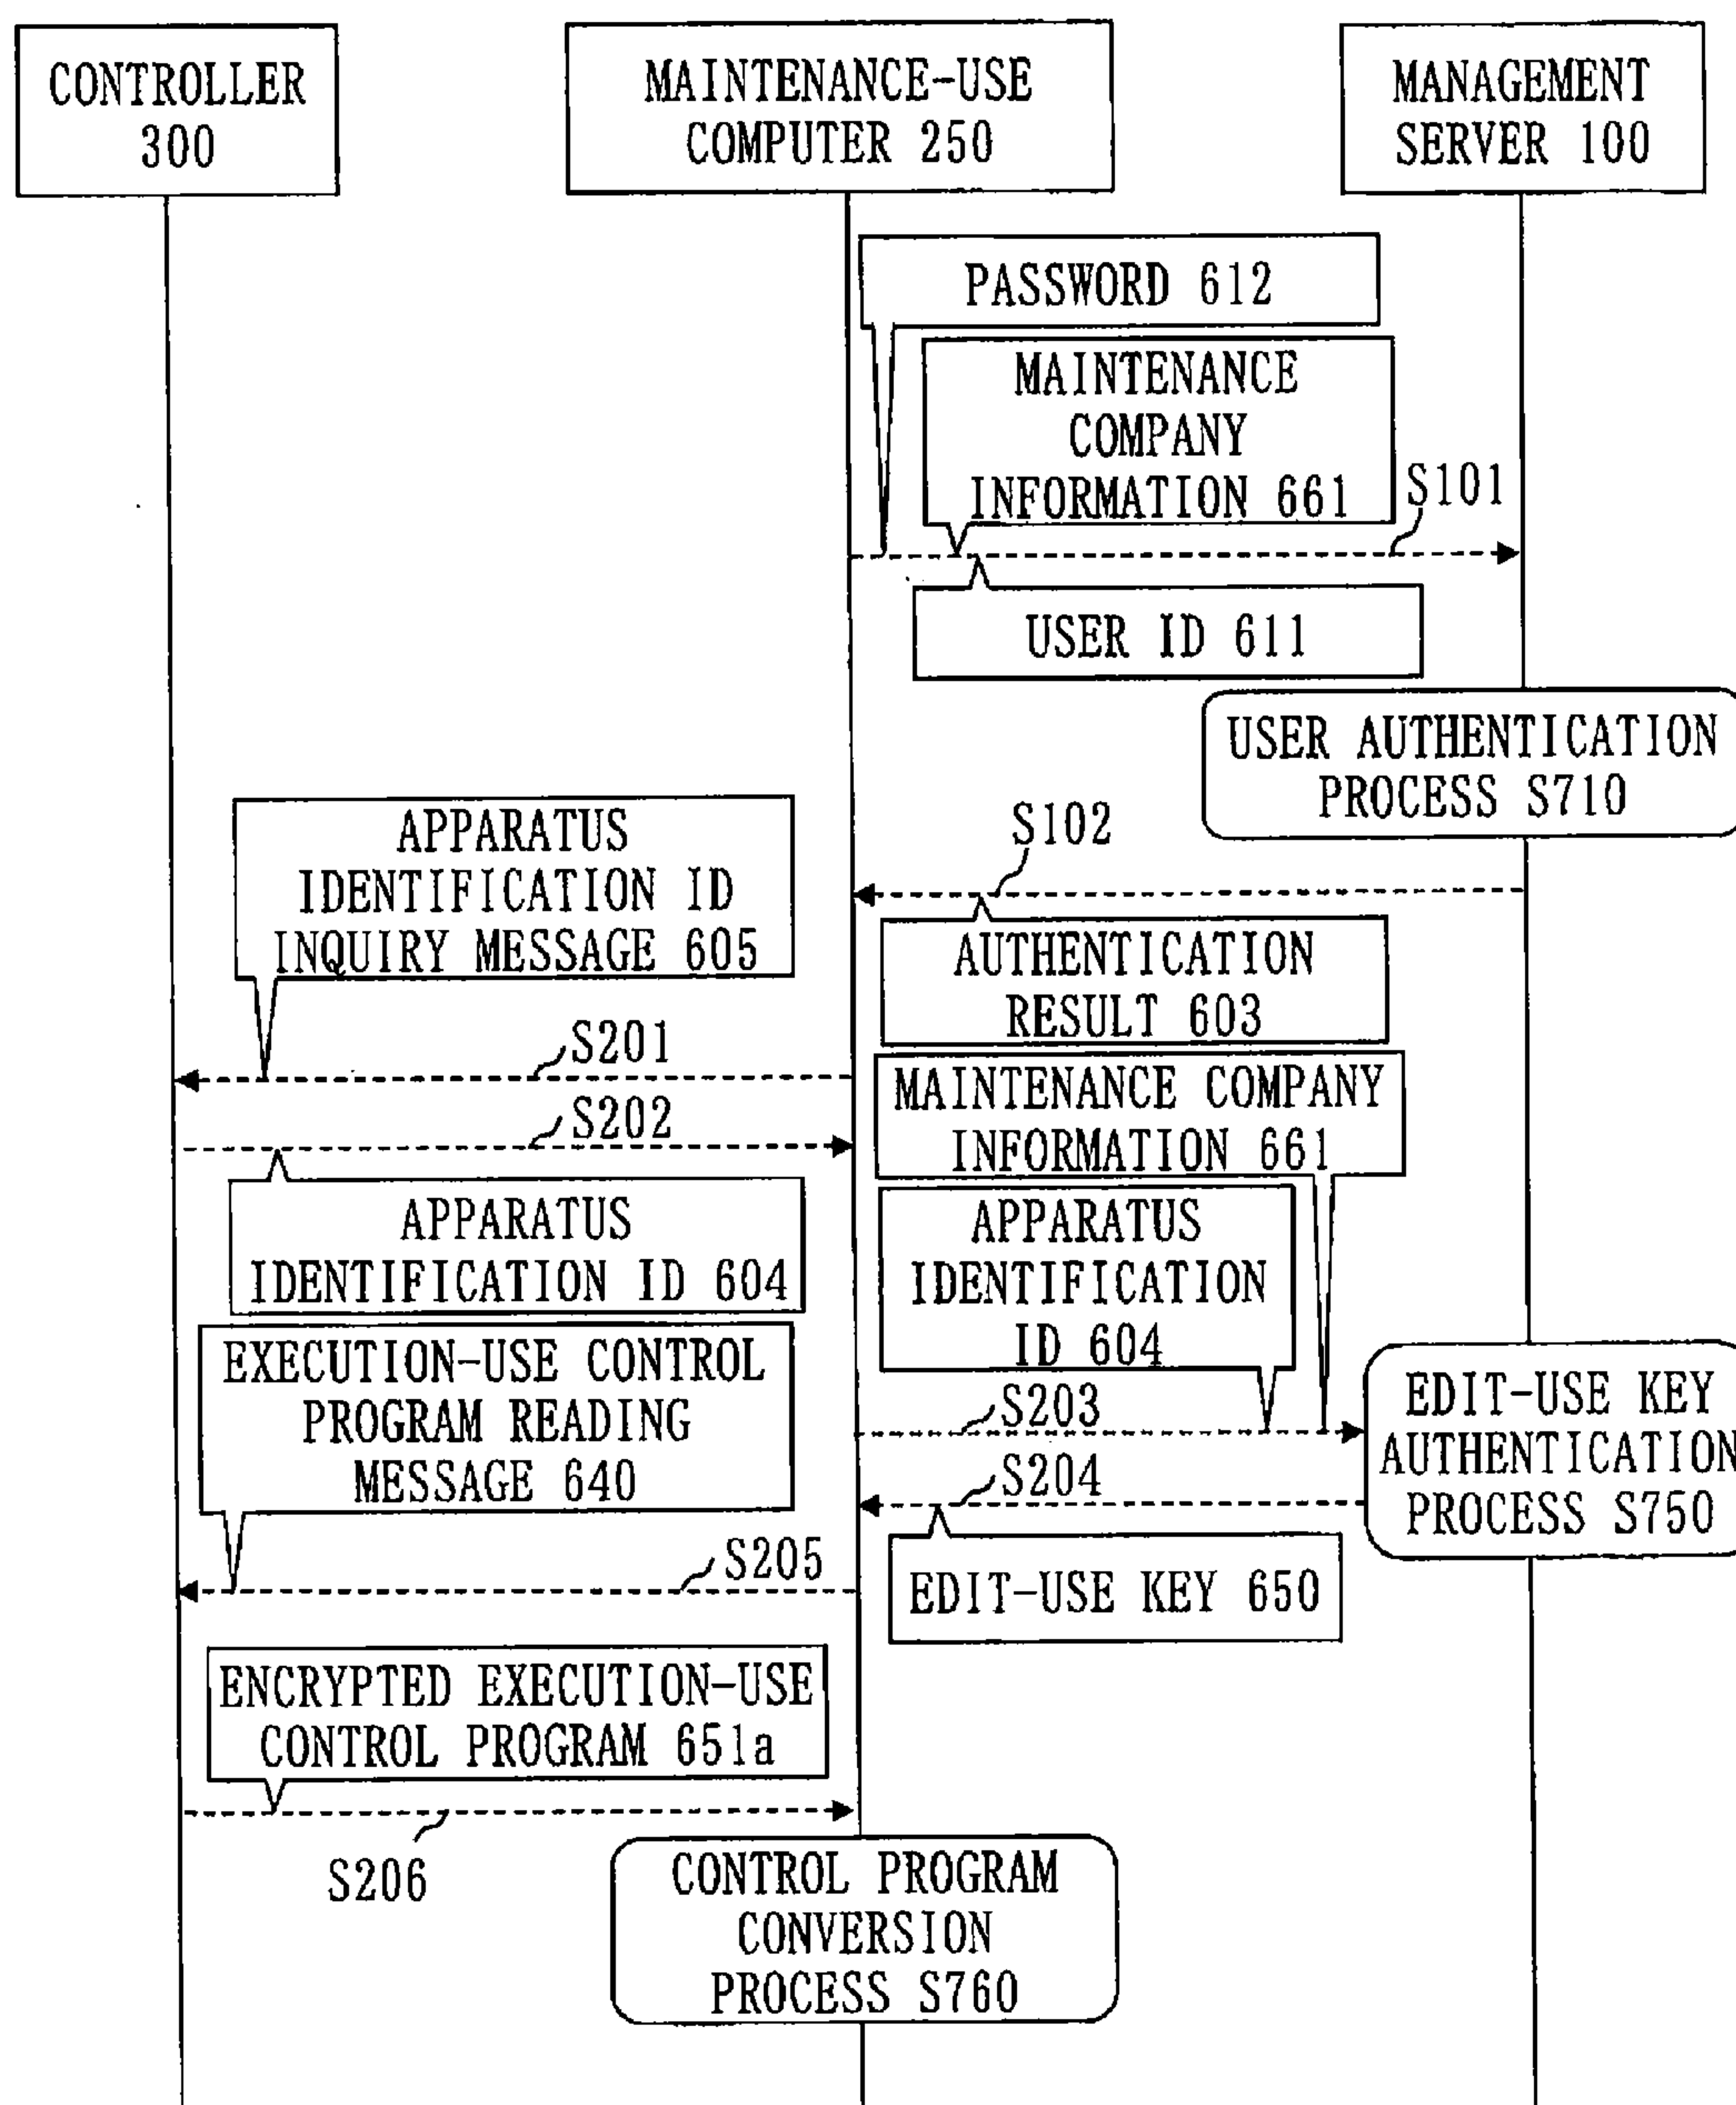 CONTROLLER
300
MAINTENANCE-USE
COMPUTER 250
MANAGEMENT
SERVER 100
PASSWORD 612
MAINTENANCE
COMPANY
INFORMATION 661
S101
USER ID 611
USER AUTHENTICATION
PROCESS S710
S102
APPARATUS
IDENTIFICATION ID
INQUIRY MESSAGE 605
AUTHENTICATION
RESULT 603
S201
MAINTENANCE COMPANY
INFORMATION 661
S202
APPARATUS
IDENTIFICATION ID 604
APPARATUS
IDENTIFICATION
ID 604
EXECUTION-USE CONTROL
PROGRAM READING
MESSAGE 640
S203
EDIT-USE KEY
AUTHENTICATION
PROCESS S750
S204
EDIT-USE KEY 650
S205
ENCRYPTED EXECUTION-USE
CONTROL PROGRAM 651a
S206
CONTROL PROGRAM
CONVERSION
PROCESS S760